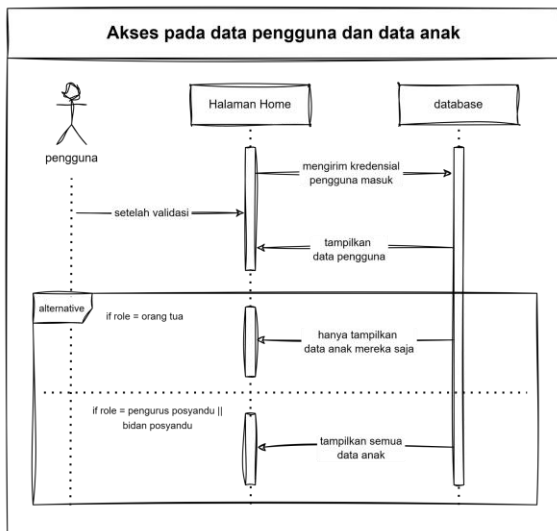 Akses pada data pengguna dan data anak
Halaman Home
database
pengguna
mengirim kredensial
pengguna masuk
setelah validasi
tampilkan
data pengguna
alternative
if role = orang tua
hanya tampilkan
data anak mereka saja
if role = pengurus posyandu ||
bidan posyandu
tampilkan semua
data anak